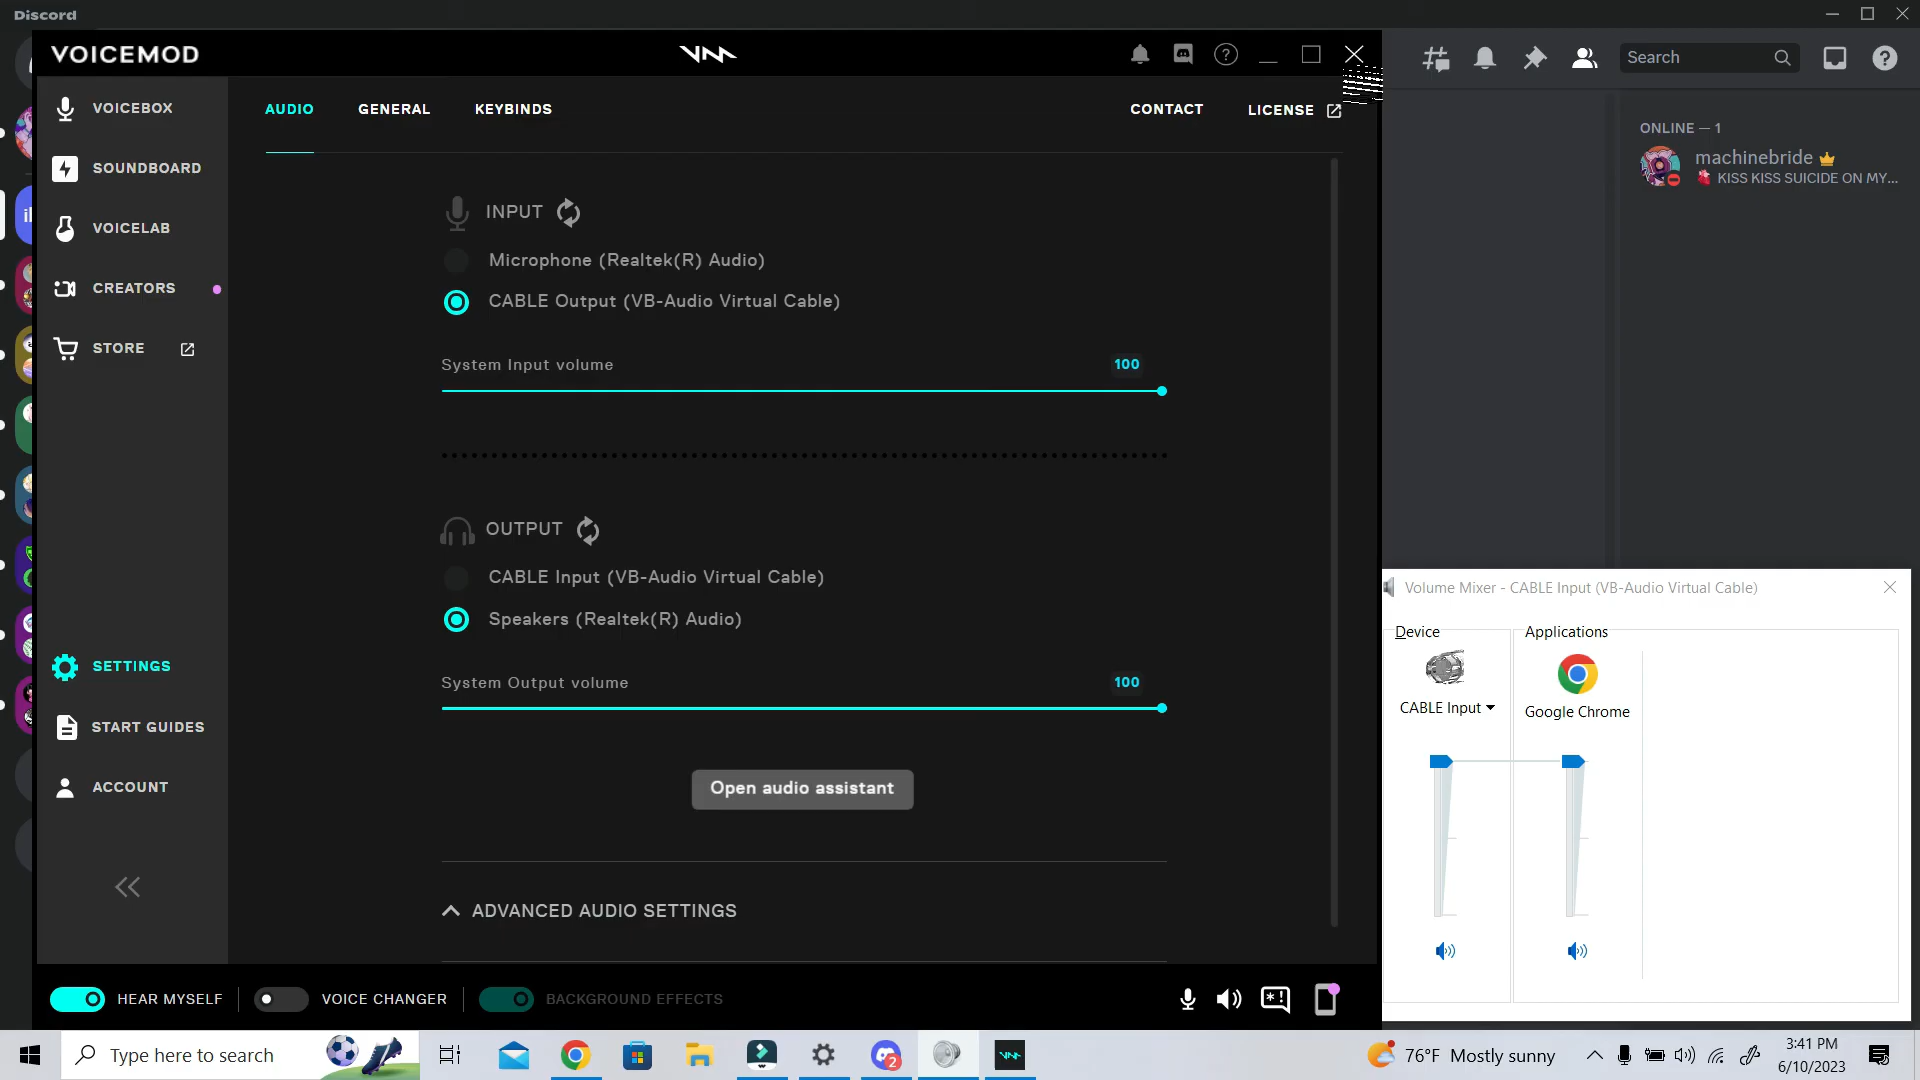 Discord
VOICEMOD
Search
VOICEBOX
SOUNDBOARD
VOICELAB
CREATORS
STORE
SETTINGS
START GUIDES
ACCOUNT
AUDIO
GENERAL
KEYBINDS
CONTACT
LICENSE
INPUT
Microphone (Realtek(R) Audio)
CABLE Output (VB-Audio Virtual Cable)
System Input volume
100
OUTPUT
CABLE Input (VB-Audio Virtual Cable)
Speakers (Realtek(R) Audio)
System Output volume
100
Open audio assistant
ADVANCED AUDIO SETTINGS
HEAR MYSELF
VOICE CHANGER
BACKGROUND EFFECTS
ONLINE — 1
machinebride
KISS KISS SUICIDE ON MY...
Volume Mixer - CABLE Input (VB-Audio Virtual Cable)
Device
Applications
CABLE Input
Google Chrome
Type here to search
2
76°F Mostly sunny
3:41 PM
6/10/2023